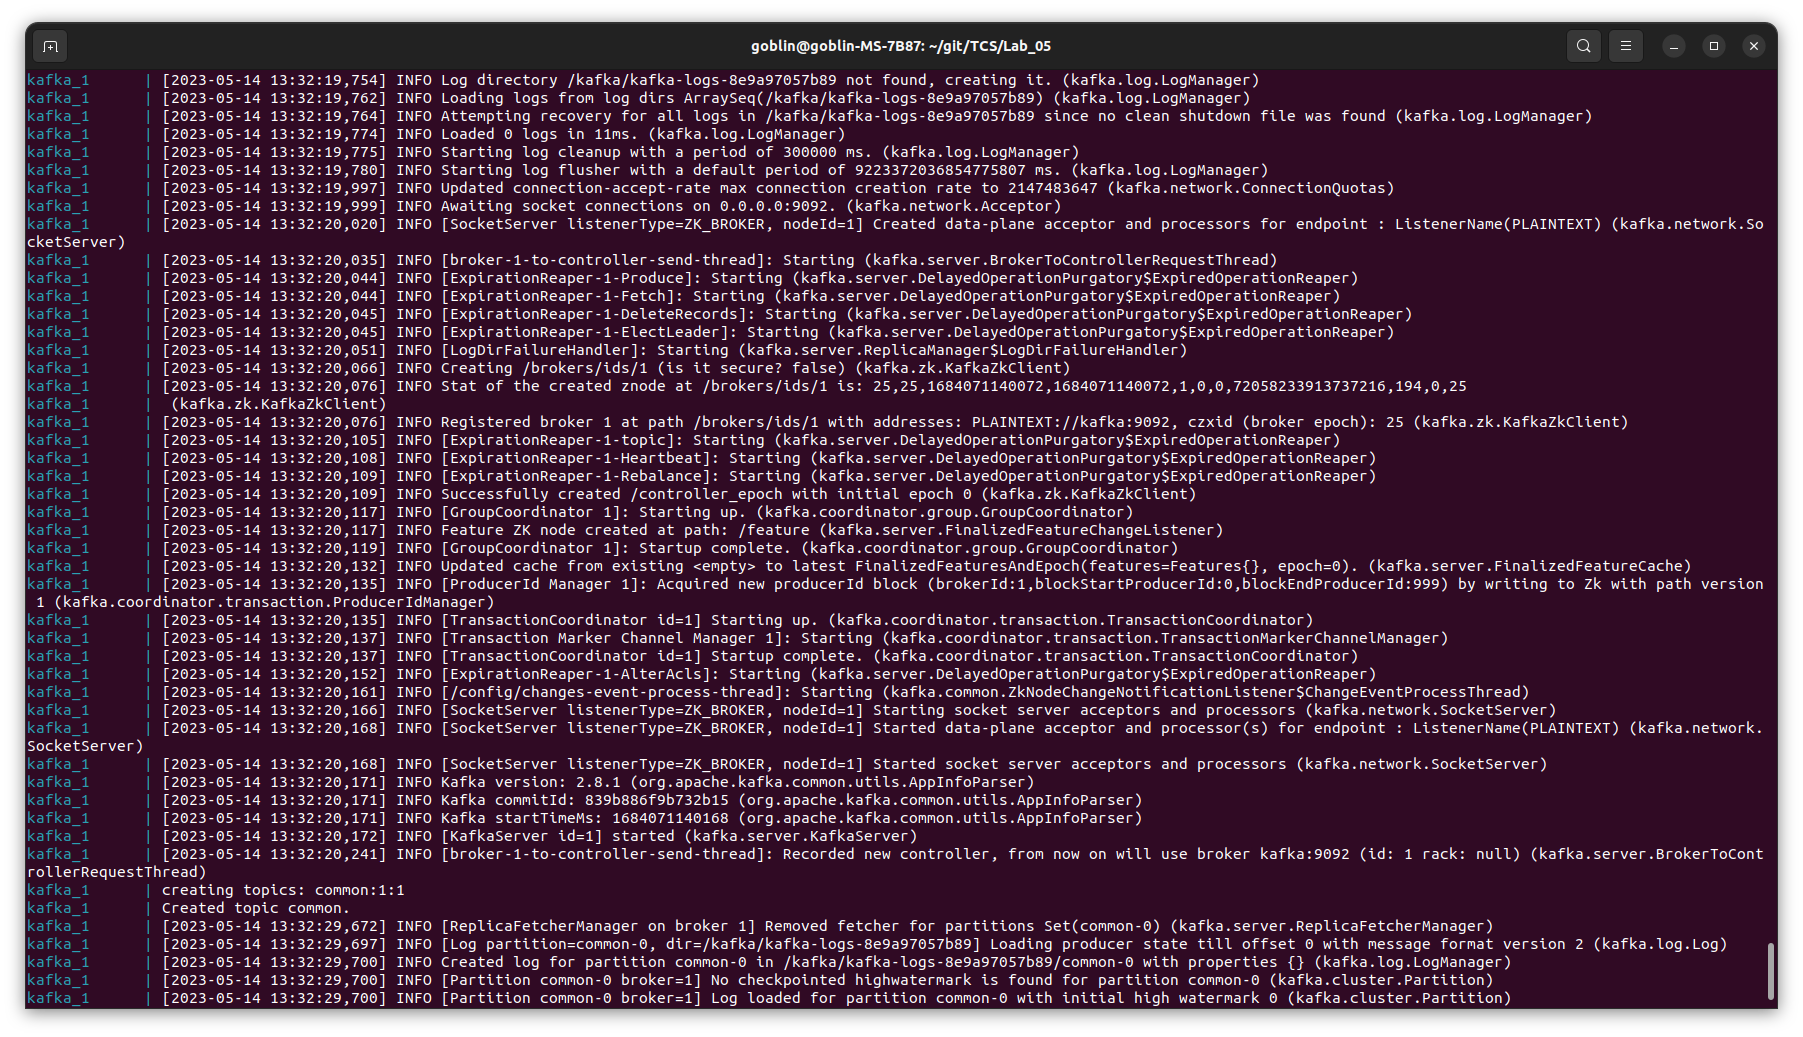 goblin@goblin-MS-7B87: ~/git/TCS/Lab_05
kafka_1      | [2023-05-14 13:32:19,754] INFO Log directory /kafka/kafka-logs-8e9a97057b89 not found, creating it. (kafka.log.LogManager)
kafka_1      | [2023-05-14 13:32:19,762] INFO Loading logs from log dirs ArraySeq(/kafka/kafka-logs-8e9a97057b89) (kafka.log.LogManager)
kafka_1      | [2023-05-14 13:32:19,764] INFO Attempting recovery for all logs in /kafka/kafka-logs-8e9a97057b89 since no clean shutdown file was found (kafka.log.LogManager)
kafka_1      | [2023-05-14 13:32:19,774] INFO Loaded 0 logs in 11ms. (kafka.log.LogManager)
kafka_1      | [2023-05-14 13:32:19,775] INFO Starting log cleanup with a period of 300000 ms. (kafka.log.LogManager)
kafka_1      | [2023-05-14 13:32:19,780] INFO Starting log flusher with a default period of 9223372036854775807 ms. (kafka.log.LogManager)
kafka_1      | [2023-05-14 13:32:19,997] INFO Updated connection-accept-rate max connection creation rate to 2147483647 (kafka.network.ConnectionQuotas)
kafka_1      | [2023-05-14 13:32:19,999] INFO Awaiting socket connections on 0.0.0.0:9092. (kafka.network.Acceptor)
kafka_1      | [2023-05-14 13:32:20,020] INFO [SocketServer listenerType=ZK_BROKER, nodeId=1] Created data-plane acceptor and processors for endpoint : ListenerName(PLAINTEXT) (kafka.network.So
cketServer)
kafka_1      | [2023-05-14 13:32:20,035] INFO [broker-1-to-controller-send-thread]: Starting (kafka.server.BrokerToControllerRequestThread)
kafka_1      | [2023-05-14 13:32:20,044] INFO [ExpirationReaper-1-Produce]: Starting (kafka.server.DelayedOperationPurgatory$ExpiredOperationReaper)
kafka_1      | [2023-05-14 13:32:20,044] INFO [ExpirationReaper-1-Fetch]: Starting (kafka.server.DelayedOperationPurgatory$ExpiredOperationReaper)
kafka_1      | [2023-05-14 13:32:20,045] INFO [ExpirationReaper-1-DeleteRecords]: Starting (kafka.server.DelayedOperationPurgatory$ExpiredOperationReaper)
kafka_1      | [2023-05-14 13:32:20,045] INFO [ExpirationReaper-1-ElectLeader]: Starting (kafka.server.DelayedOperationPurgatory$ExpiredOperationReaper)
kafka_1      | [2023-05-14 13:32:20,051] INFO [LogDirFailureHandler]: Starting (kafka.server.ReplicaManager$LogDirFailureHandler)
kafka_1      | [2023-05-14 13:32:20,066] INFO Creating /brokers/ids/1 (is it secure? false) (kafka.zk.KafkaZkClient)
kafka_1      | [2023-05-14 13:32:20,076] INFO Stat of the created znode at /brokers/ids/1 is: 25,25,1684071140072,1684071140072,1,0,0,72058233913737216,194,0,25
kafka_1      |  (kafka.zk.KafkaZkClient)
kafka_1      | [2023-05-14 13:32:20,076] INFO Registered broker 1 at path /brokers/ids/1 with addresses: PLAINTEXT://kafka:9092, czxid (broker epoch): 25 (kafka.zk.KafkaZkClient)
kafka_1      | [2023-05-14 13:32:20,105] INFO [ExpirationReaper-1-topic]: Starting (kafka.server.DelayedOperationPurgatory$ExpiredOperationReaper)
kafka_1      | [2023-05-14 13:32:20,108] INFO [ExpirationReaper-1-Heartbeat]: Starting (kafka.server.DelayedOperationPurgatory$ExpiredOperationReaper)
kafka_1      | [2023-05-14 13:32:20,109] INFO [ExpirationReaper-1-Rebalance]: Starting (kafka.server.DelayedOperationPurgatory$ExpiredOperationReaper)
kafka_1      | [2023-05-14 13:32:20,109] INFO Successfully created /controller_epoch with initial epoch 0 (kafka.zk.KafkaZkClient)
kafka_1      | [2023-05-14 13:32:20,117] INFO [GroupCoordinator 1]: Starting up. (kafka.coordinator.group.GroupCoordinator)
kafka_1      | [2023-05-14 13:32:20,117] INFO Feature ZK node created at path: /feature (kafka.server.FinalizedFeatureChangeListener)
kafka_1      | [2023-05-14 13:32:20,119] INFO [GroupCoordinator 1]: Startup complete. (kafka.coordinator.group.GroupCoordinator)
kafka_1      | [2023-05-14 13:32:20,132] INFO Updated cache from existing <empty> to latest FinalizedFeaturesAndEpoch(features=Features{}, epoch=0). (kafka.server.FinalizedFeatureCache)
kafka_1      | [2023-05-14 13:32:20,135] INFO [ProducerId Manager 1]: Acquired new producerId block (brokerId:1,blockStartProducerId:0,blockEndProducerId:999) by writing to Zk with path version
 1 (kafka.coordinator.transaction.ProducerIdManager)
kafka_1      | [2023-05-14 13:32:20,135] INFO [TransactionCoordinator id=1] Starting up. (kafka.coordinator.transaction.TransactionCoordinator)
kafka_1      | [2023-05-14 13:32:20,137] INFO [Transaction Marker Channel Manager 1]: Starting (kafka.coordinator.transaction.TransactionMarkerChannelManager)
kafka_1      | [2023-05-14 13:32:20,137] INFO [TransactionCoordinator id=1] Startup complete. (kafka.coordinator.transaction.TransactionCoordinator)
kafka_1      | [2023-05-14 13:32:20,152] INFO [ExpirationReaper-1-AlterAcls]: Starting (kafka.server.DelayedOperationPurgatory$ExpiredOperationReaper)
kafka_1      | [2023-05-14 13:32:20,161] INFO [/config/changes-event-process-thread]: Starting (kafka.common.ZkNodeChangeNotificationListener$ChangeEventProcessThread)
kafka_1      | [2023-05-14 13:32:20,166] INFO [SocketServer listenerType=ZK_BROKER, nodeId=1] Starting socket server acceptors and processors (kafka.network.SocketServer)
kafka_1      | [2023-05-14 13:32:20,168] INFO [SocketServer listenerType=ZK_BROKER, nodeId=1] Started data-plane acceptor and processor(s) for endpoint : ListenerName(PLAINTEXT) (kafka.network.
SocketServer)
kafka_1      | [2023-05-14 13:32:20,168] INFO [SocketServer listenerType=ZK_BROKER, nodeId=1] Started socket server acceptors and processors (kafka.network.SocketServer)
kafka_1      | [2023-05-14 13:32:20,171] INFO Kafka version: 2.8.1 (org.apache.kafka.common.utils.AppInfoParser)
kafka_1      | [2023-05-14 13:32:20,171] INFO Kafka commitId: 839b886f9b732b15 (org.apache.kafka.common.utils.AppInfoParser)
kafka_1      | [2023-05-14 13:32:20,171] INFO Kafka startTimeMs: 1684071140168 (org.apache.kafka.common.utils.AppInfoParser)
kafka_1      | [2023-05-14 13:32:20,172] INFO [KafkaServer id=1] started (kafka.server.KafkaServer)
kafka_1      | [2023-05-14 13:32:20,241] INFO [broker-1-to-controller-send-thread]: Recorded new controller, from now on will use broker kafka:9092 (id: 1 rack: null) (kafka.server.BrokerToCont
rollerRequestThread)
kafka_1      | creating topics: common:1:1
kafka_1      | Created topic common.
kafka_1      | [2023-05-14 13:32:29,672] INFO [ReplicaFetcherManager on broker 1] Removed fetcher for partitions Set(common-0) (kafka.server.ReplicaFetcherManager)
kafka_1      | [2023-05-14 13:32:29,697] INFO [Log partition=common-0, dir=/kafka/kafka-logs-8e9a97057b89] Loading producer state till offset 0 with message format version 2 (kafka.log.Log)
kafka_1      | [2023-05-14 13:32:29,700] INFO Created log for partition common-0 in /kafka/kafka-logs-8e9a97057b89/common-0 with properties {} (kafka.log.LogManager)
kafka_1      | [2023-05-14 13:32:29,700] INFO [Partition common-0 broker=1] No checkpointed highwatermark is found for partition common-0 (kafka.cluster.Partition)
kafka_1      | [2023-05-14 13:32:29,700] INFO [Partition common-0 broker=1] Log loaded for partition common-0 with initial high watermark 0 (kafka.cluster.Partition)